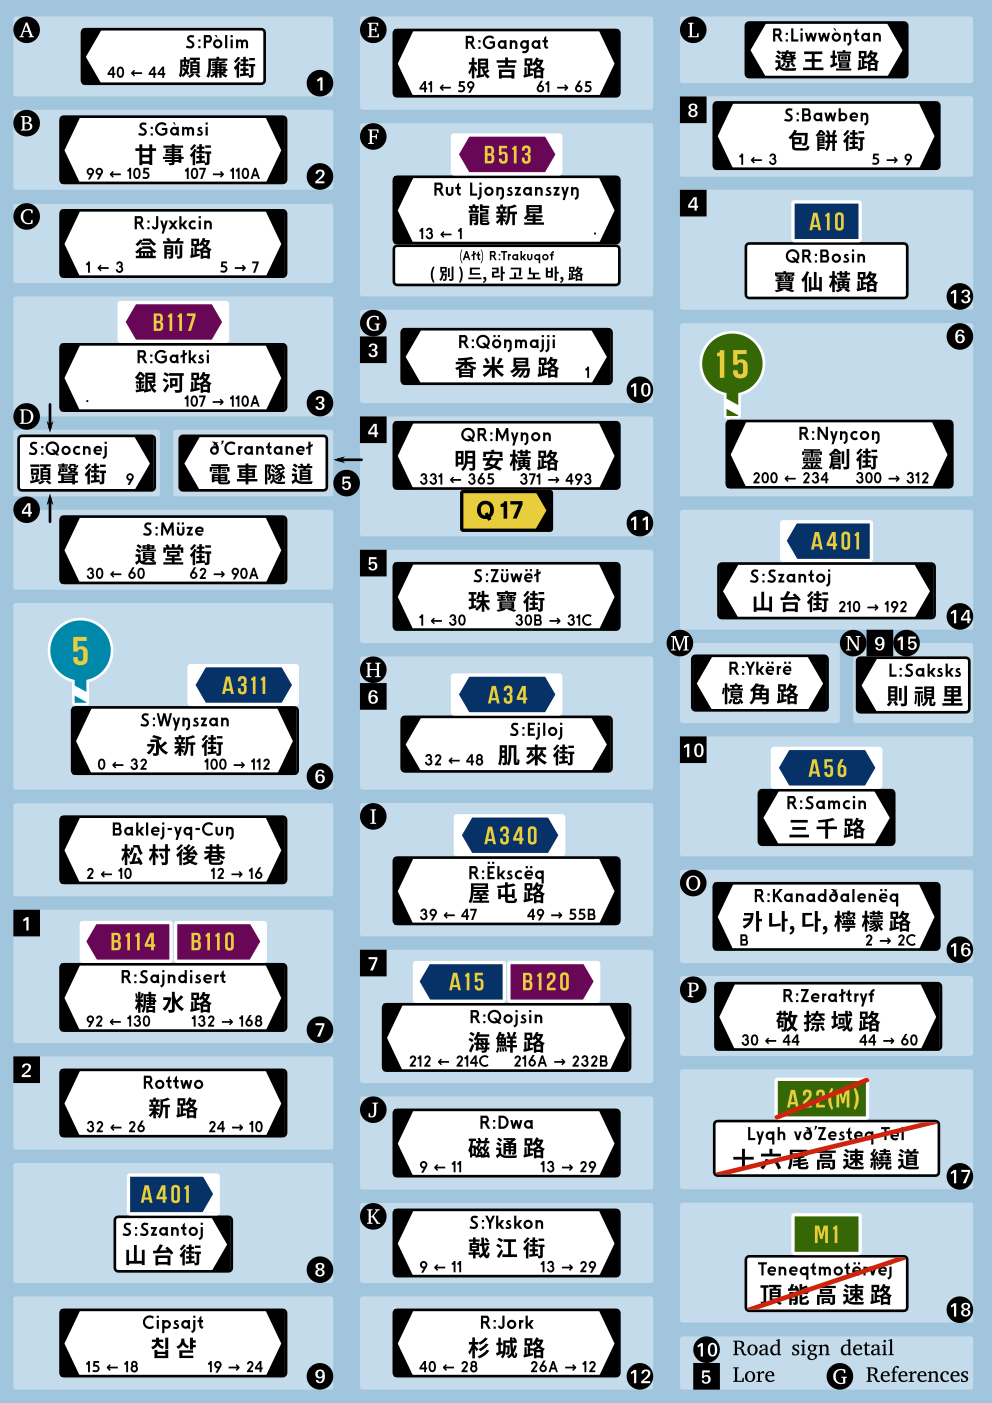 A
S:Pòlim
40 ← 44 頗廉街
1
B
S:Gàmsi
甘事街
99 ← 105 107 → 110A
2
C
R:Jyxkcin
益前路
1 ← 3 5 → 7
B117
R:Gałksi
銀河路
107 → 110A
3
D
S:Qocnej
頭聲街 9
4
ð'Crantaneł
電車隧道
5
S:Müze
遺堂街
30 ← 60 62 → 90A
5
A311
S:Wyŋszan
永新街
0 ← 32 100 → 112
6
Baklej-yq-Cuŋ
松村後巷
2 ← 10 12 → 16
1
B114 B110
R:Sajndisert
糖水路
92 ← 130 132 → 168
7
2
Rottwo
新路
32 ← 26 24 → 10
A401
S:Szantoj
山台街
8
Cipsajt
칩샫
15 ← 18 19 → 24
9
E
R:Gangat
根吉路
41 ← 59 61 → 65
F
B513
Rut Ljoŋszanszyŋ
龍新星
13 ← 1
(Ałt) R:Trakuqof
(別)드,라고노바,路
G
3
R:Qöŋmajji
香米易路 1
10
4
QR:Myŋon
明安橫路
331 ← 365 371 → 493
Q 17
11
5
S:Züwëł
珠寶街
1 ← 30 30B → 31C
H
6
A34
S:Ejloj
32 ← 48 肌來街
I
A340
R:Ëkscëq
屋屯路
39 ← 47 49 → 55B
7
A15 B120
R:Qojsin
海鮮路
212 ← 214C 216A → 232B
J
R:Dwa
磁通路
9 ← 11 13 → 29
K
S:Ykskon
戟江街
9 ← 11 13 → 29
R:Jork
杉城路
40 ← 28 26A → 12
12
L
R:Liwwòŋtan
遼王壇路
8
S:Bawbeŋ
包餅街
1 ← 3 5 → 9
4
A10
QR:Bosin
寶仙橫路
13
6
15
R:Nyŋcoŋ
靈創街
200 ← 234 300 → 312
A401
S:Szantoj
山台街 210 → 192
14
M
R:Ykërë
憶角路
N 9 15
L:Saksks
則視里
10
A56
R:Samcin
三千路
O
R:Kanaðđalenëq
카나,다,檸檬路
B 2 → 2C
16
P
R:Zerałtryf
敬捺域路
30 ← 44 44 → 60
A22(M)
Lyqh vð'Zesteq Tef
十六尾高速繞道
17
M1
Teneqtmotërvej
頂能高速路
18
10 Road sign detail
5 Lore G References